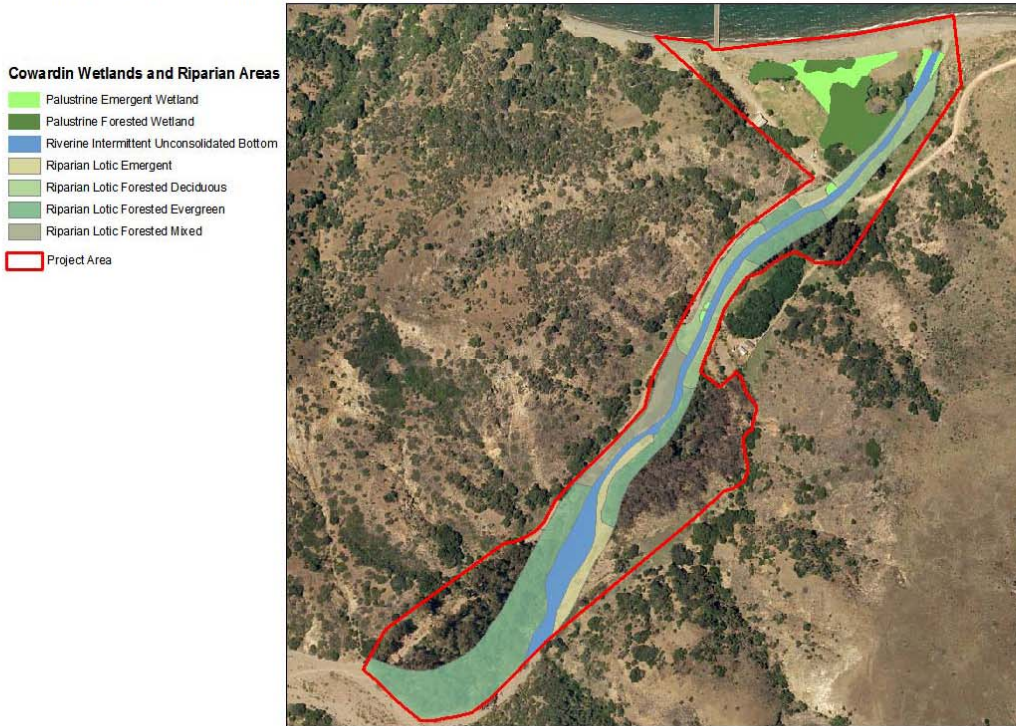 Cowardin Wetlands and Riparian Areas
Palustrine Emergent Wetland
Palustrine Forested Wetland
Riverine Intermittent Unconsolidated Bottom
Riparian Lotic Emergent
Riparian Lotic Forested Deciduous
Riparian Lotic Forested Evergreen
Riparian Lotic Forested Mixed
Project Area